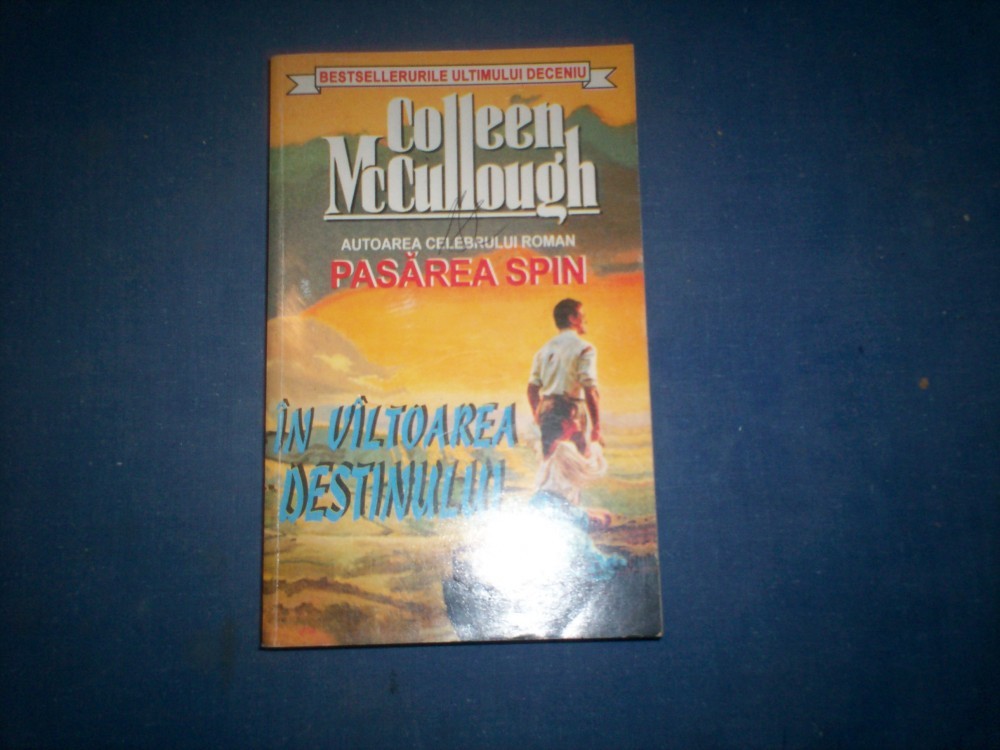 BESTSELLERURILE ULTIMULUI DECENIU
Colleen
McCullough
AUTOAREA CELEBRULUI ROMAN
PASĂREA SPIN
ÎN VÎLTOAREA
DESTINULUI